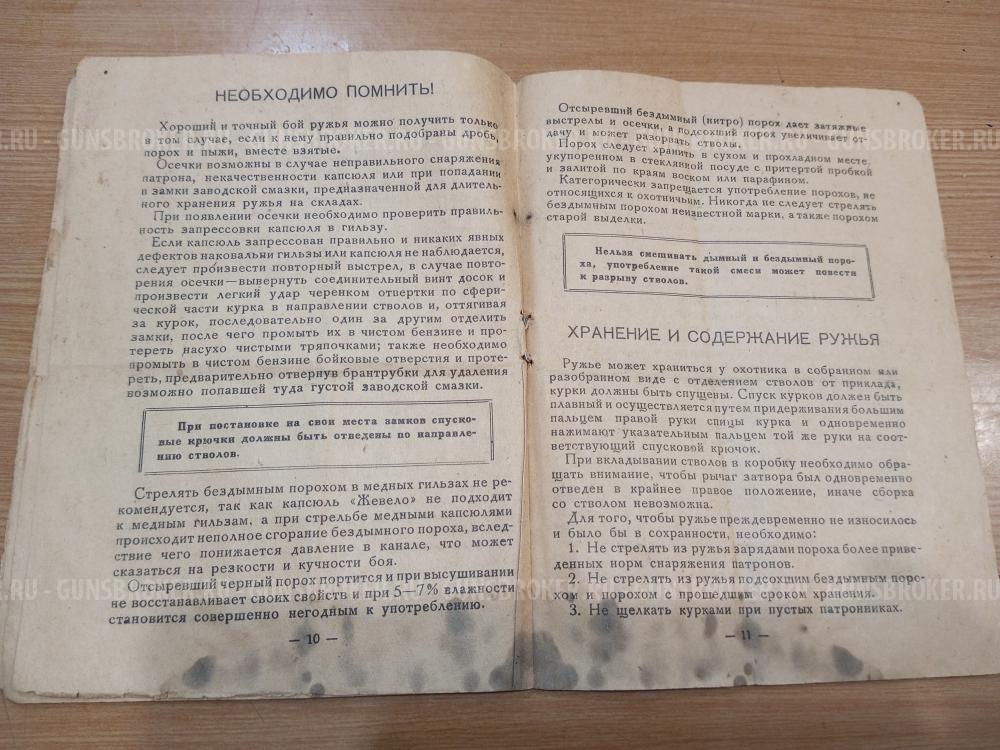 НЕОБХОДИМО ПОМНИТЬ!
Хороший и точный бой ружья можно получить только
в том случае, если к нему правильно подобраны дробь,
порох и пыжи, вместе взятые.
Осечки возможны в случае неправильного снаряжения
патрона, некачественности капсюля или при попадании
в замки заводской смазки, предназначенной для длитель-
ного хранения ружья на складах.
При появлении осечки необходимо проверить правиль-
ность запрессовки капсюля в гильзу.
Если капсюль запрессован правильно и никаких явных
дефектов наковальни гильзы или капсюля не наблюдается,
следует произвести повторный выстрел, в случае повто-
рения осечки — вывернуть соединительный винт досок и
произвести легкий удар черенком отвертки по сфери-
ческой части курка в направлении стволов и, оттягивая
за курок, последовательно один за другим отделить
замки, после чего промыть их в чистом бензине и про-
тереть насухо чистыми тряпочками; также необходимо
промыть в чистом бензине бойковые отверстия и проте-
реть, предварительно отвернув брантрубки для удаления
возможно попавшей туда густой заводской смазки.
При постановке на свои места замков спуско-
вые крючки должны быть отведены по направле-
нию стволов.
Стрелять бездымным порохом в медных гильзах не ре-
комендуется, так как капсюль «Жевело» не подходит
к медным гильзам, а при стрельбе медными капсюлями
происходит неполное сгорание бездымного пороха, вслед-
ствие чего понижается давление в канале, что может
сказаться на резкости и кучности боя.
Отсыревший черный порох портится и при высушивании
не восстанавливает своих свойств и при 5—7% влажности
становится совершенно негодным к употреблению.
— 10 —
Отсыревший бездымный (нитро) порох дает затяжные
выстрелы и осечки, а подсохший порох увеличивает от-
дачу и может разорвать стволы.
Порох следует хранить в сухом и прохладном месте,
укупоренном в стеклянной посуде с притертой пробкой
и залитой по краям воском или парафином.
Категорически запрещается употребление порохов, не
относящихся к охотничьим. Никогда не следует стрелять
бездымным порохом неизвестной марки, а также порохом
старой выделки.
Нельзя смешивать дымный и бездымный поро-
ха, употребление такой смеси может повести
к разрыву стволов.
ХРАНЕНИЕ И СОДЕРЖАНИЕ РУЖЬЯ
Ружье может храниться у охотника в собранном или
разобранном виде с отделением стволов от приклада,
курки должны быть спущены. Спуск курков должен быть
плавный и осуществляется путем придерживания большим
пальцем правой руки спицы курка и одновременно
нажимают указательным пальцем той же руки на соот-
ветствующий спусковой крючок.
При вкладывании стволов в коробку необходимо обра-
щать внимание, чтобы рычаг затвора был одновременно
отведен в крайнее правое положение, иначе сборка
со стволом невозможна.
Для того, чтобы ружье преждевременно не износилось
и было бы в сохранности, необходимо:
1. Не стрелять из ружья зарядами пороха более приве-
денных норм снаряжения патронов.
2. Не стрелять из ружья подсохшим бездымным поро-
хом и порохом с прошедшим сроком хранения.
3. Не щелкать курками при пустых патронниках.
— 11 —
.RU - GUNSBROKER.RU - GUNSBROKER.RU - GUNSBROKER.RU - GUNSBROKER.
.RU - GUNSBROKER.RU - GUNSBROKER.RU - GUNSBROKER.RU - GUNSBROKER.